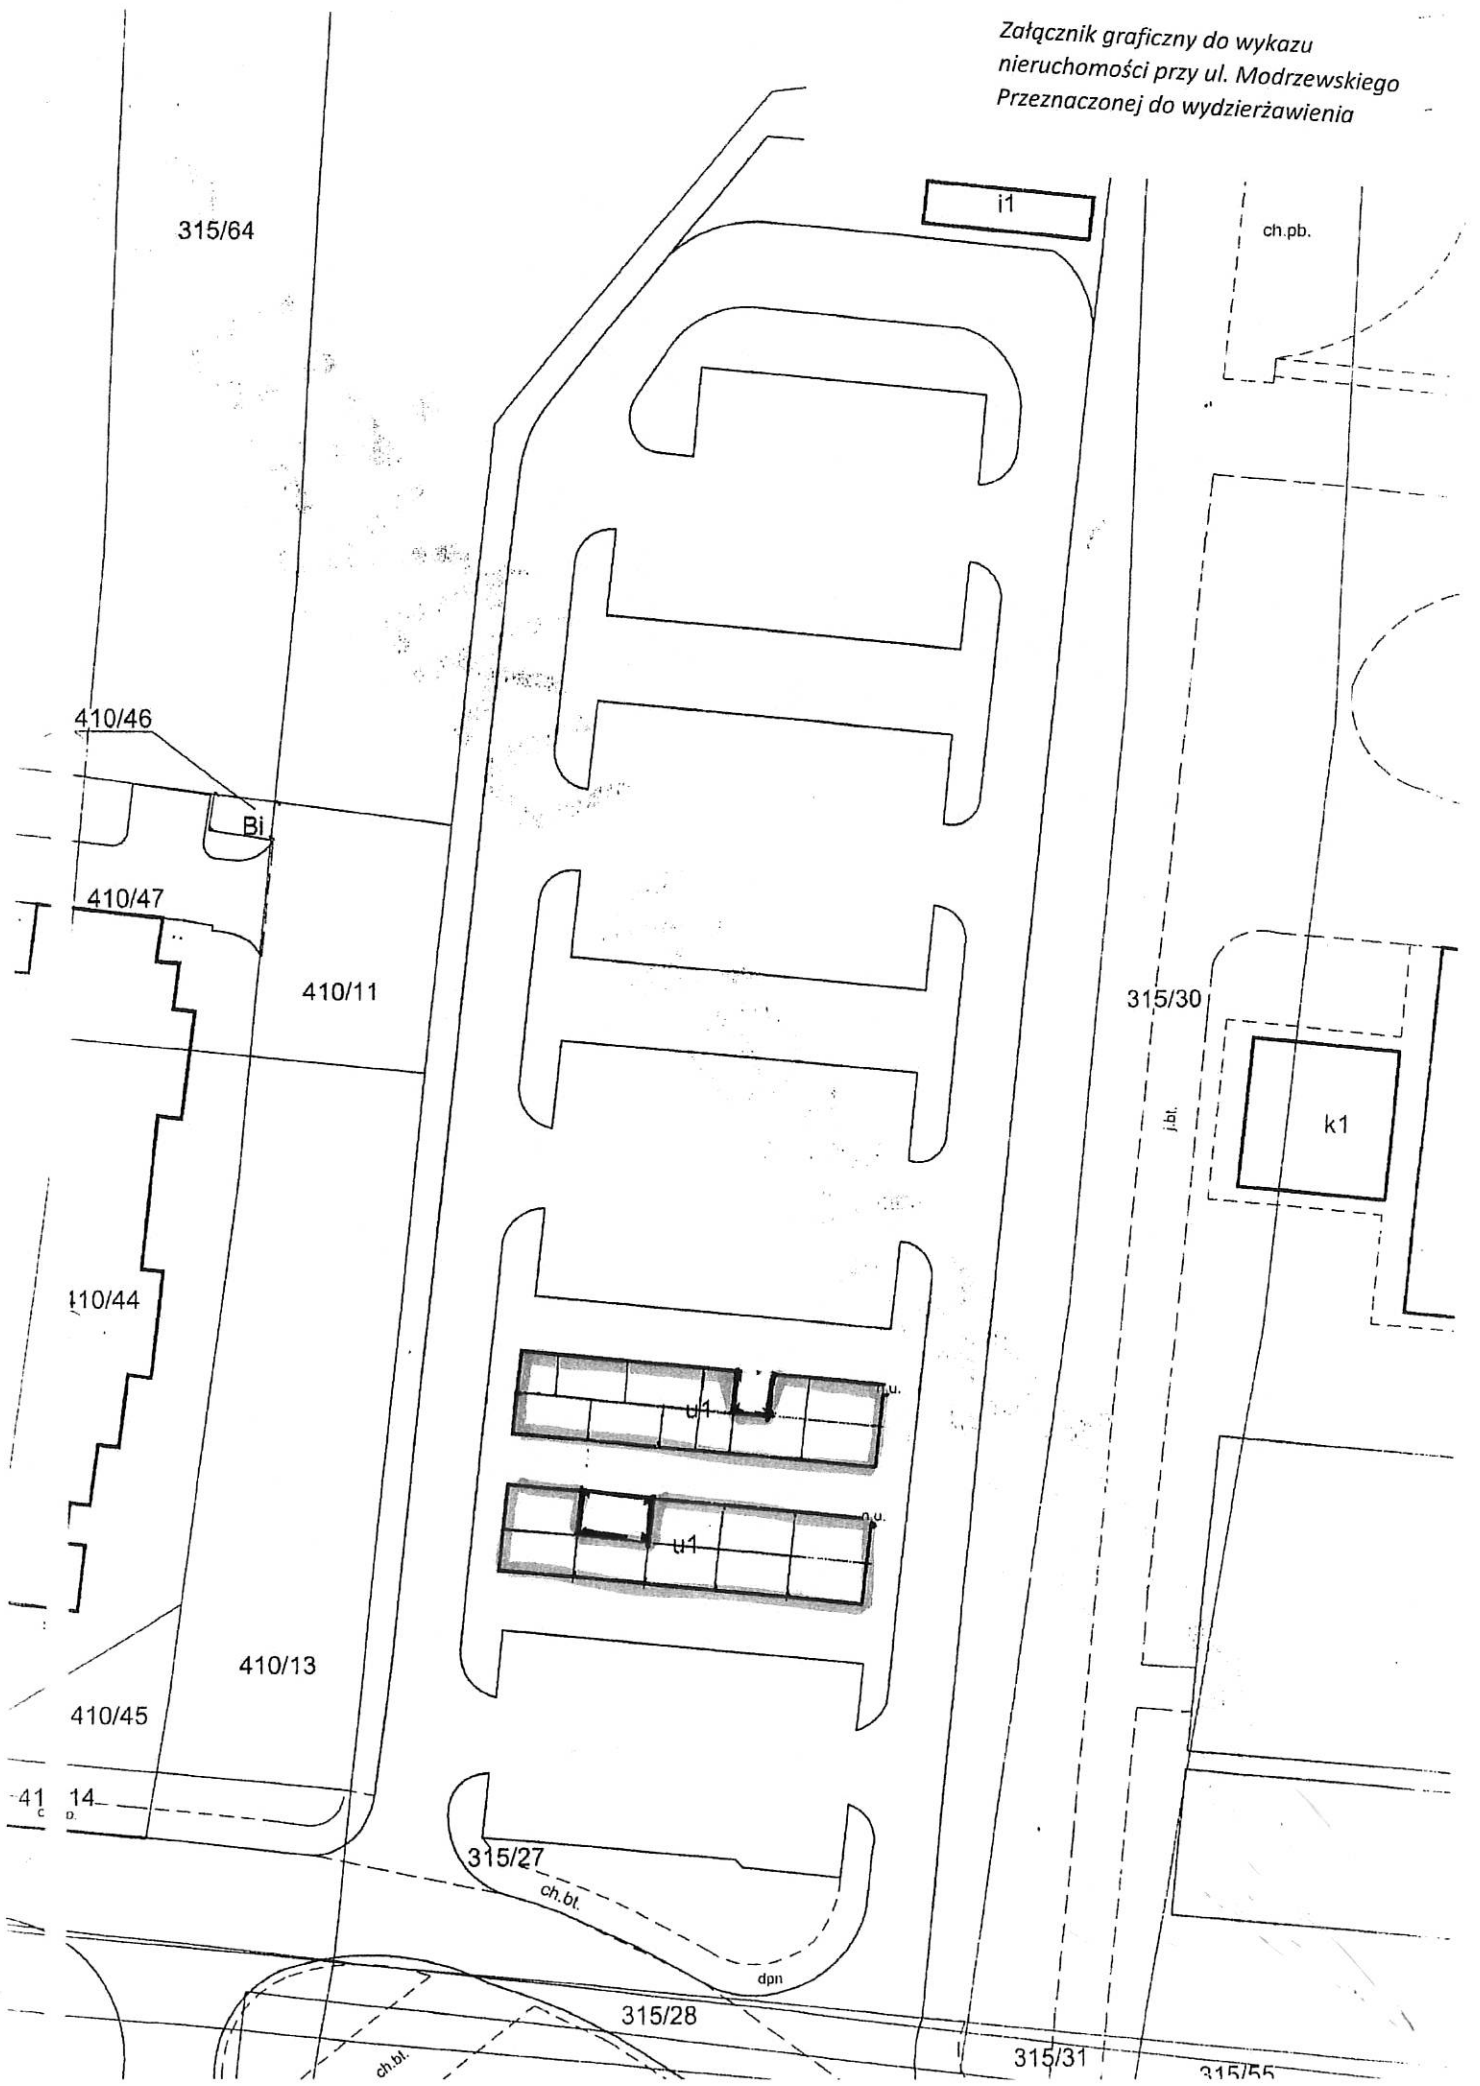 Załącznik graficzny do wykazu
nieruchomości przy ul. Modrzewskiego
Przeznaczonej do wydzierżawienia
i1
ch.pb.
315/64
410/46
Bi
410/47
410/11
315/30
j.bt.
k1
410/44
n.u.
u1
n.u.
u1
410/13
410/45
41 14
315/27
ch.bt.
dpn
315/28
ch.bt.
315/31
315/55